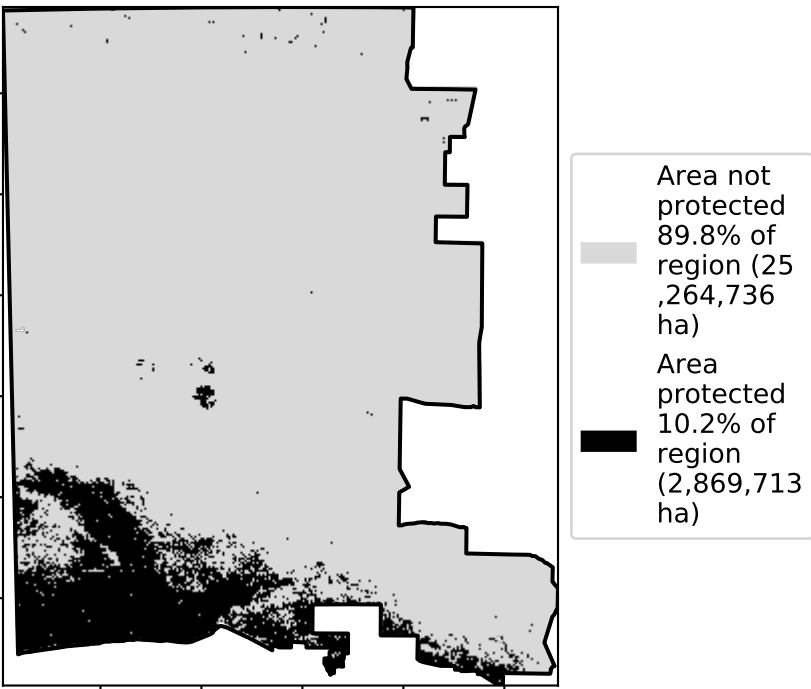 Area not
protected
89.8% of
region (25
,264,736
ha)
Area
protected
10.2% of
region
(2,869,713
ha)